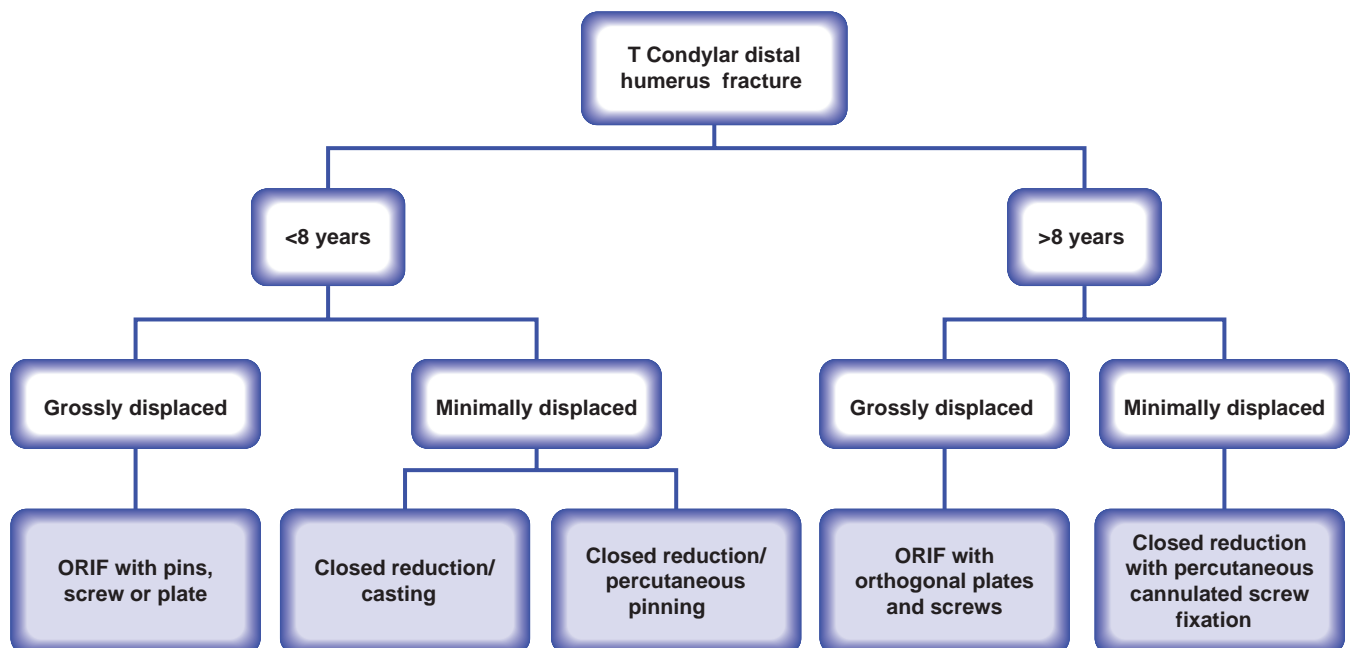 T Condylar distal
humerus fracture
<8 years
>8 years
Grossly displaced
Minimally displaced
Grossly displaced
Minimally displaced
ORIF with pins,
screw or plate
Closed reduction/
casting
Closed reduction/
percutaneous
pinning
ORIF with
orthogonal plates
and screws
Closed reduction
with percutaneous
cannulated screw
fixation